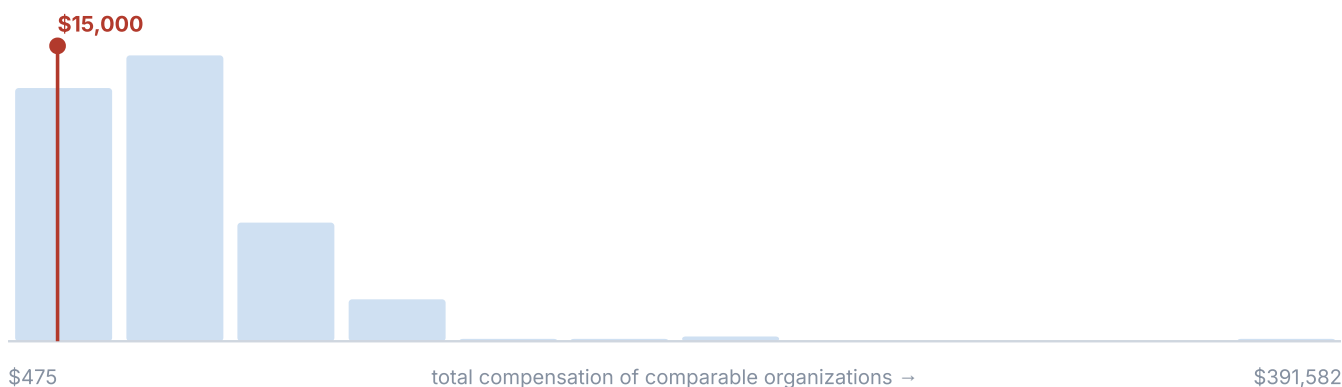 $15,000
$475 total compensation of comparable organizations → $391,582